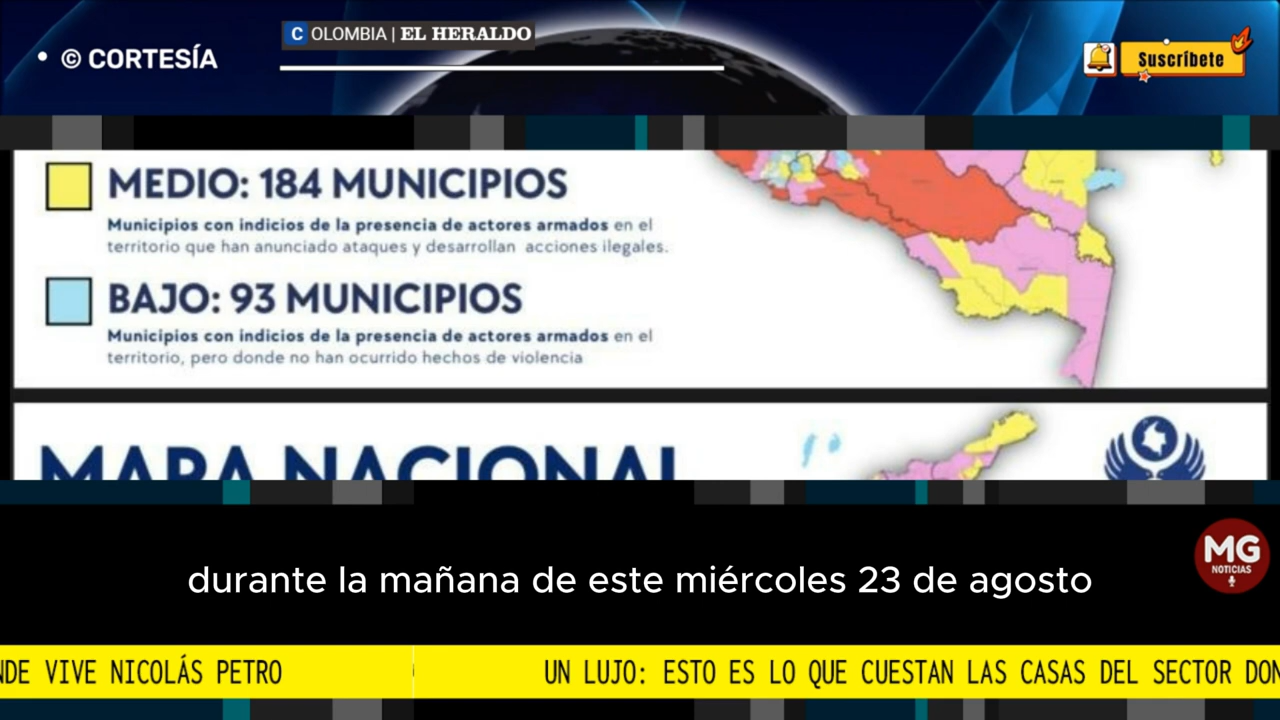 • © CORTESÍA
COLOMBIA | EL HERALDO
Suscríbete
MEDIO: 184 MUNICIPIOS
Municipios con indicios de la presencia de actores armados en el
territorio que han anunciado ataques y desarrollan acciones ilegales.
BAJO: 93 MUNICIPIOS
Municipios con indicios de la presencia de actores armados en el
territorio, pero donde no han ocurrido hechos de violencia
MAPA NACIONAL
MG
NOTICIAS
durante la mañana de este miércoles 23 de agosto
NDE VIVE NICOLÁS PETRO
UN LUJO: ESTO ES LO QUE CUESTAN LAS CASAS DEL SECTOR DON